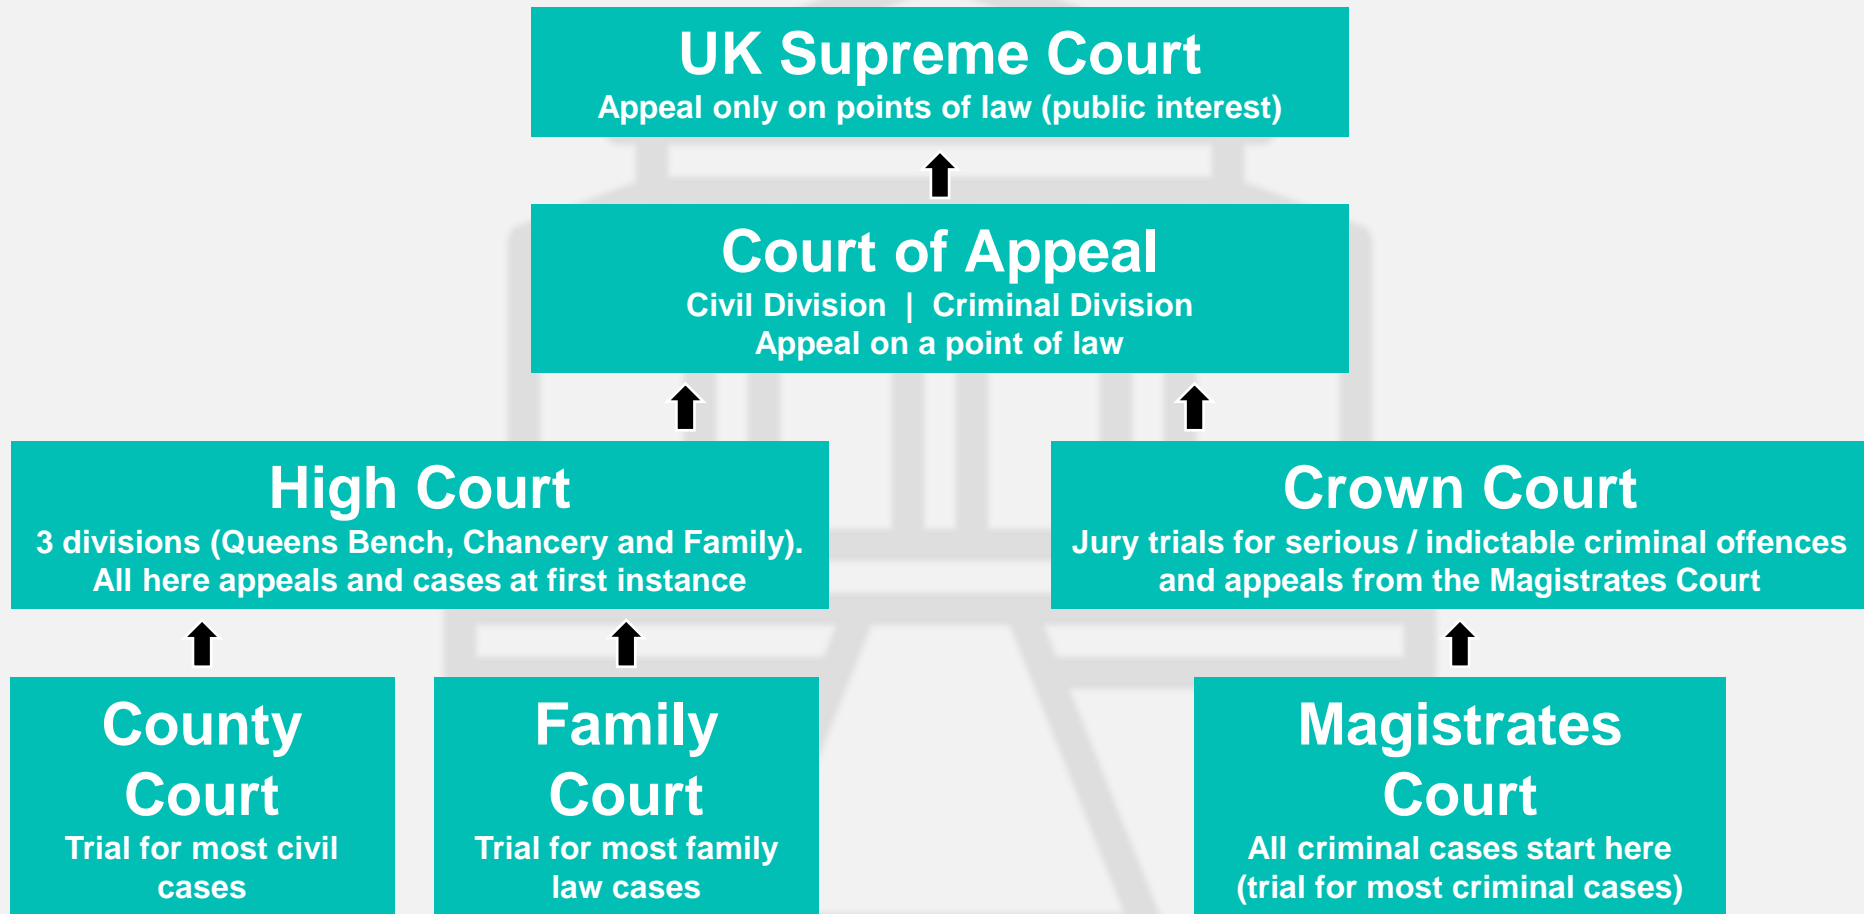 UK Supreme Court
Appeal only on points of law (public interest)
Court of Appeal
Civil Division | Criminal Division
Appeal on a point of law
High Court
3 divisions (Queens Bench, Chancery and Family).
All here appeals and cases at first instance
Crown Court
Jury trials for serious / indictable criminal offences
and appeals from the Magistrates Court
County
Court
Trial for most civil
cases
Family
Court
Trial for most family
law cases
Magistrates
Court
All criminal cases start here
(trial for most criminal cases)